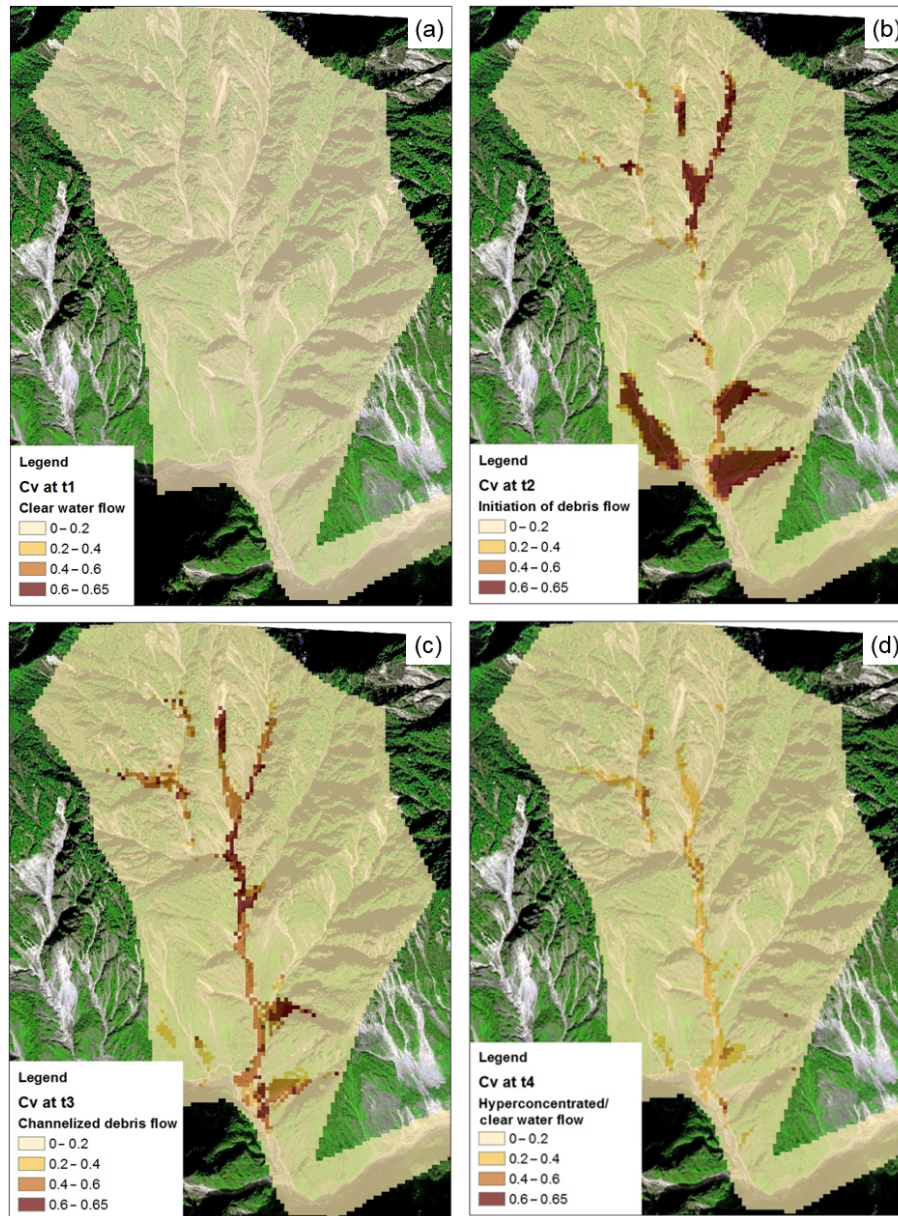 (a)
Legend
Cv at t1
Clear water flow
0 – 0.2
0.2 – 0.4
0.4 – 0.6
0.6 – 0.65
(b)
Legend
Cv at t2
Initiation of debris flow
0 – 0.2
0.2 – 0.4
0.4 – 0.6
0.6 – 0.65
(c)
Legend
Cv at t3
Channelized debris flow
0 – 0.2
0.2 – 0.4
0.4 – 0.6
0.6 – 0.65
(d)
Legend
Cv at t4
Hyperconcentrated/
clear water flow
0 – 0.2
0.2 – 0.4
0.4 – 0.6
0.6 – 0.65